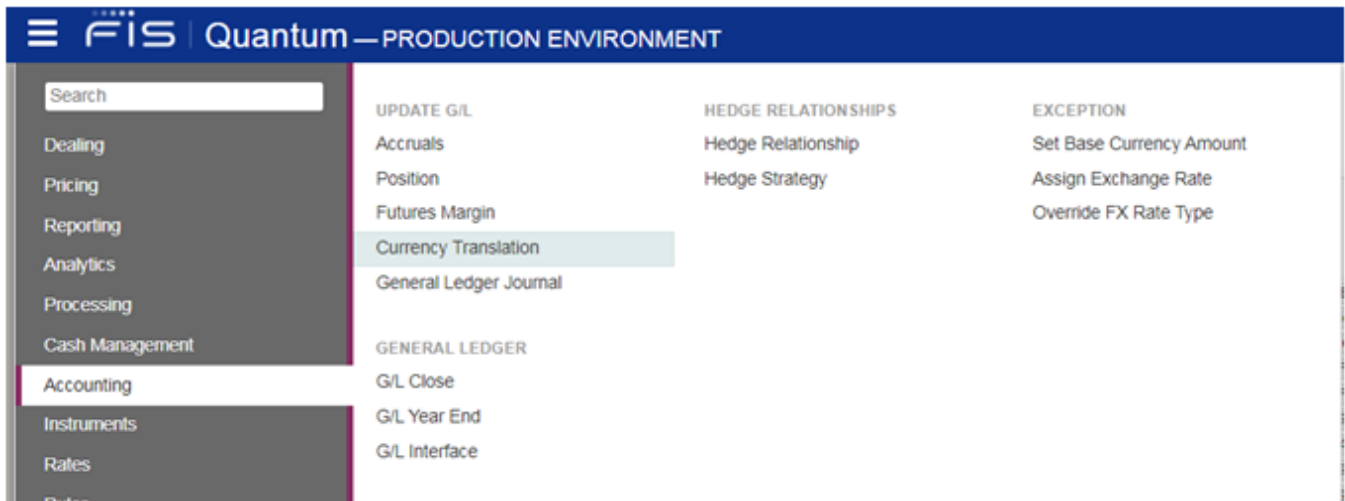 FIS Quantum — PRODUCTION ENVIRONMENT
Search
Dealing
Pricing
Reporting
Analytics
Processing
Cash Management
Accounting
Instruments
Rates
UPDATE G/L
Accruals
Position
Futures Margin
Currency Translation
General Ledger Journal
GENERAL LEDGER
G/L Close
G/L Year End
G/L Interface
HEDGE RELATIONSHIPS
Hedge Relationship
Hedge Strategy
EXCEPTION
Set Base Currency Amount
Assign Exchange Rate
Override FX Rate Type